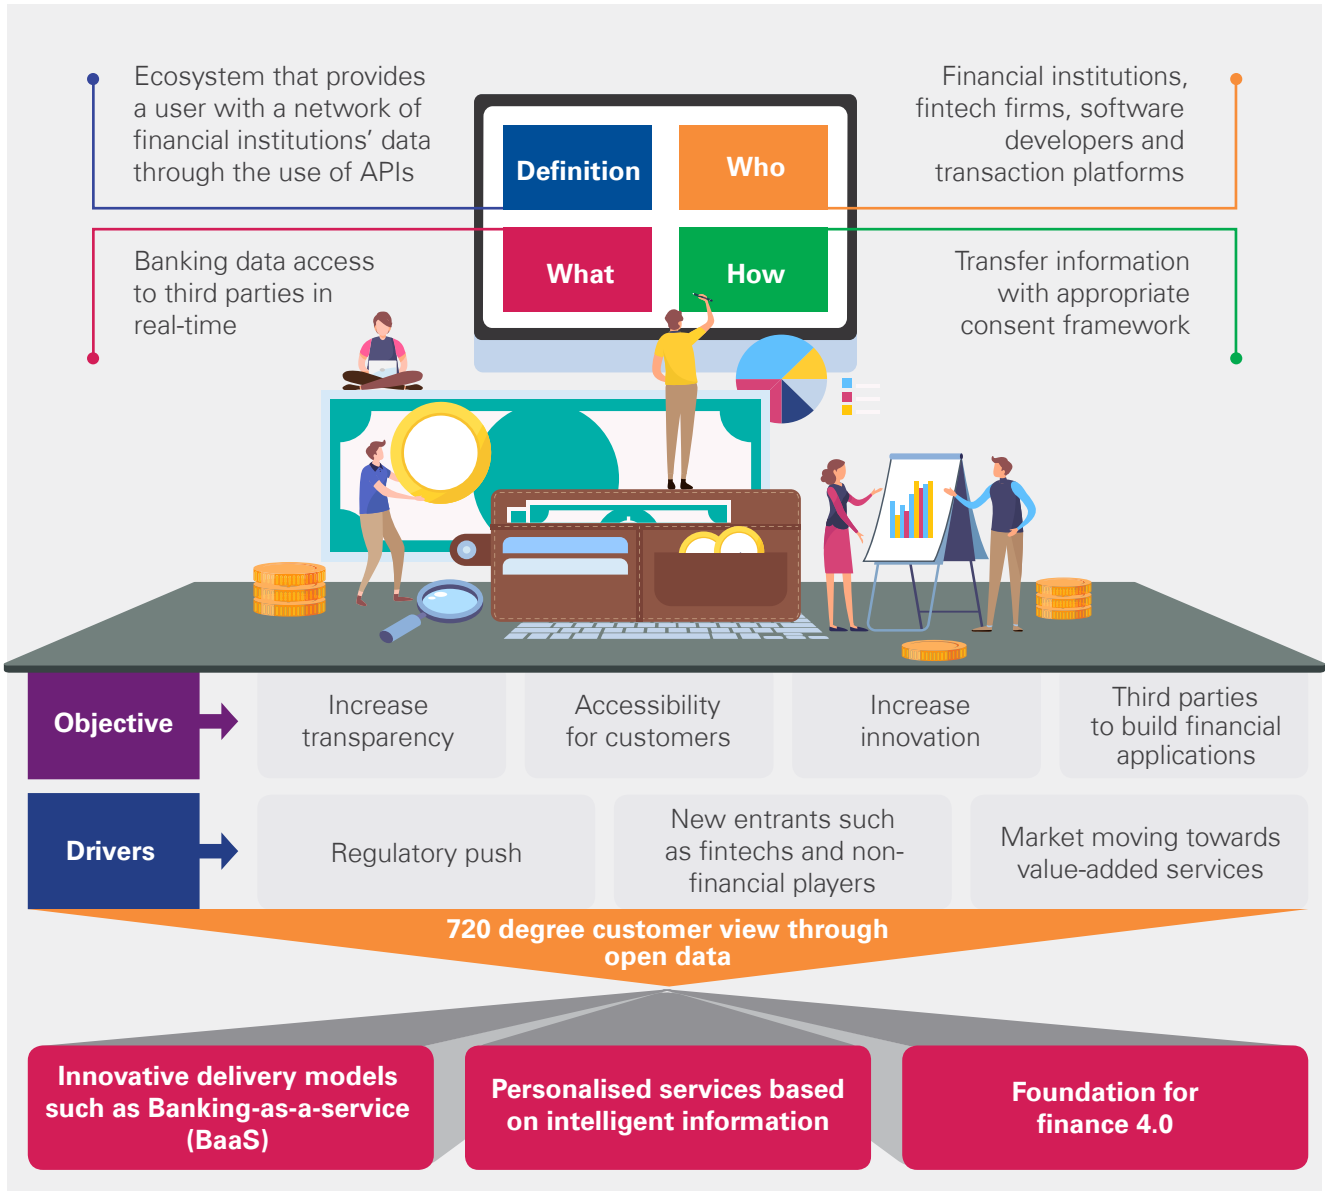 Ecosystem that provides
a user with a network of
financial institutions’ data
through the use of APIs
Definition
Who
Financial institutions,
fintech firms, software
developers and
transaction platforms
Banking data access
to third parties in
real-time
What
How
Transfer information
with appropriate
consent framework
Objective
Increase
transparency
Accessibility
for customers
Increase
innovation
Third parties
to build financial
applications
Drivers
Regulatory push
New entrants such
as fintechs and non-
financial players
Market moving towards
value-added services
720 degree customer view through
open data
Innovative delivery models
such as Banking-as-a-service
(BaaS)
Personalised services based
on intelligent information
Foundation for
finance 4.0